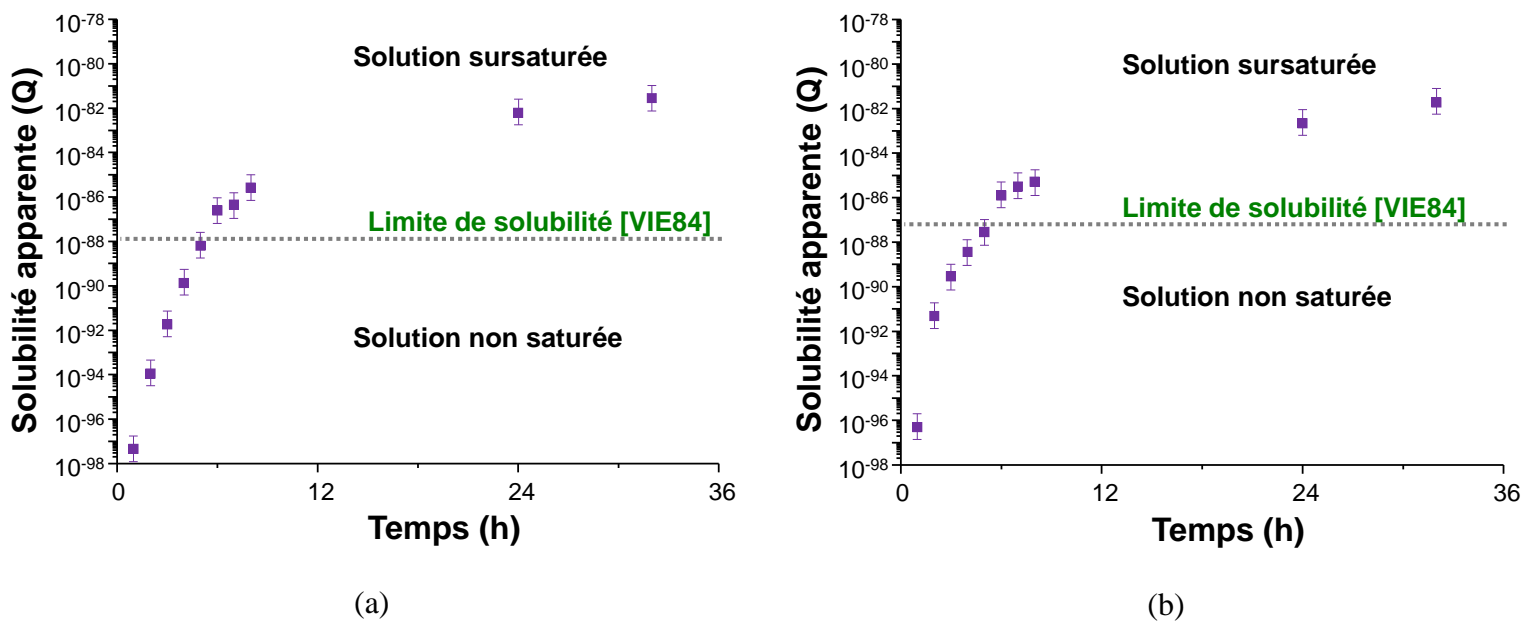 Solubilité apparente (Q)
10-78
10-80
10-82
10-84
10-86
10-88
10-90
10-92
10-94
10-96
10-98
Solution sursaturée
Limite de solubilité [VIE84]
Solution non saturée
0 12 24 36
Temps (h)
(a)
Solubilité apparente (Q)
10-78
10-80
10-82
10-84
10-86
10-88
10-90
10-92
10-94
10-96
10-98
Solution sursaturée
Limite de solubilité [VIE84]
Solution non saturée
0 12 24 36
Temps (h)
(b)